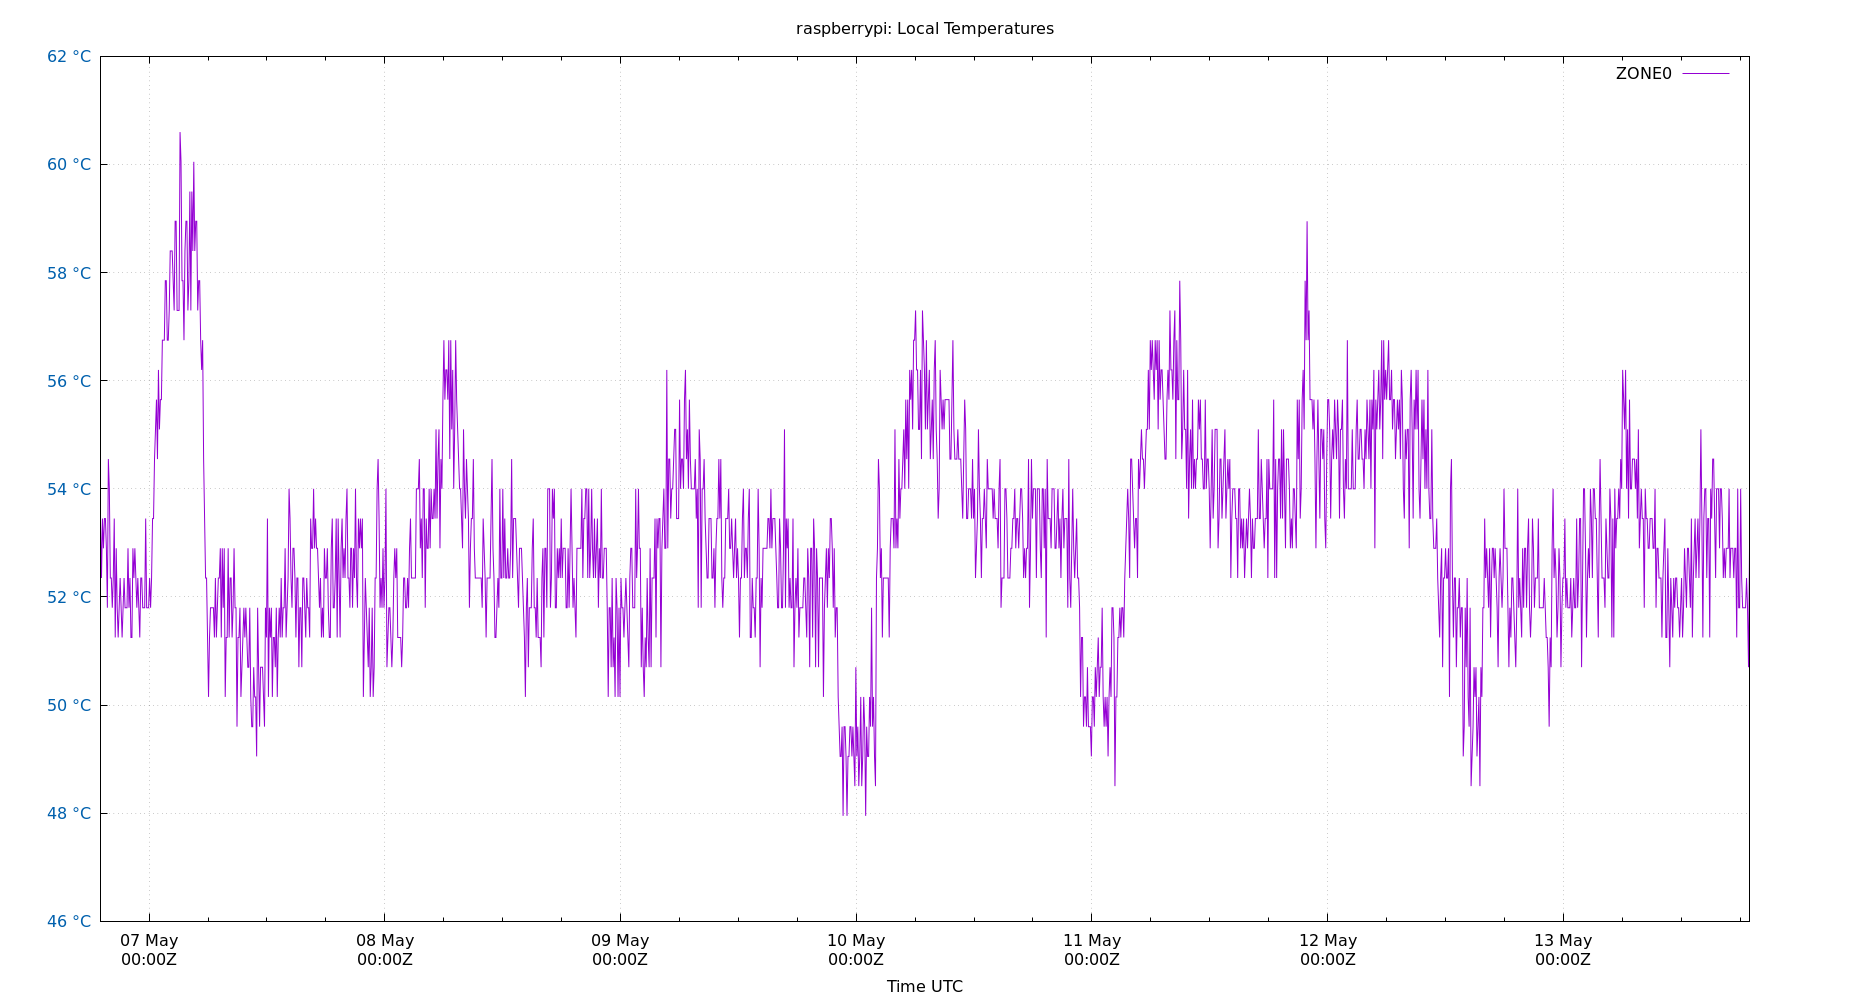 raspberrypi: Local Temperatures
62 °C
ZONE0
60 °C
58 °C
56 °C
54 °C
52 °C
50 °C
48 °C
46 °C
07 May 08 May 09 May 10 May 11 May 12 May 13 May
00:00Z 00:00Z 00:00Z 00:00Z 00:00Z 00:00Z 00:00Z
Time UTC